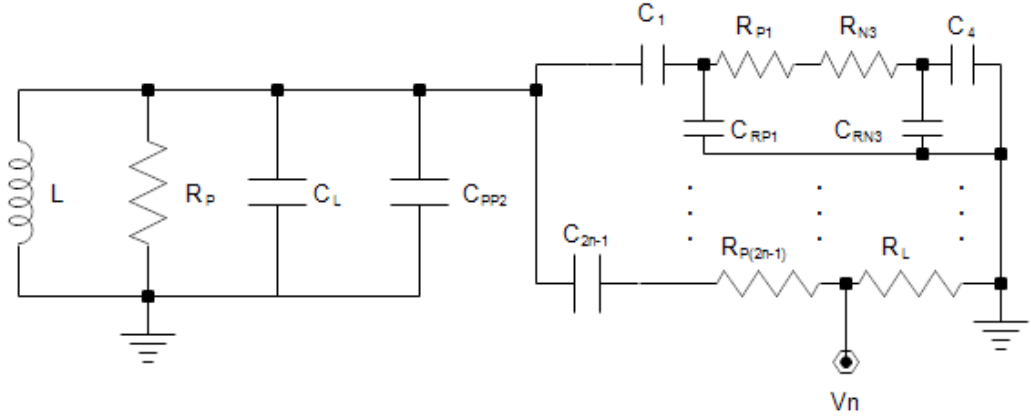 C1 RP1 RN3 C4
CRP1 CRN3
L RP CL CPP2
C2n-1 RP(2n-1) RL
Vn